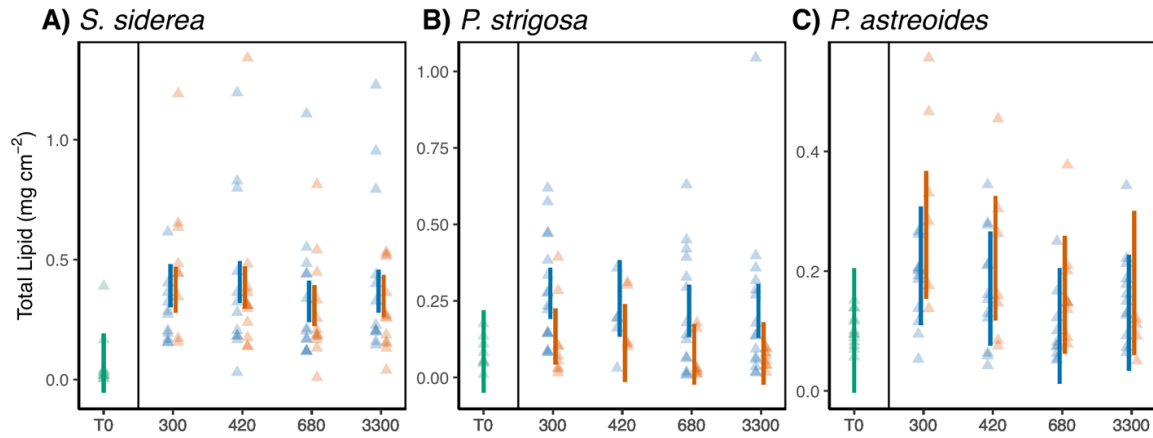 A) S. siderea
B) P. strigosa
C) P. astreoides
Total Lipid (mg cm⁻²)
1.0
0.5
0.0
1.00
0.75
0.50
0.25
0.00
0.4
0.2
0.0
T0 300 420 680 3300
T0 300 420 680 3300
T0 300 420 680 3300